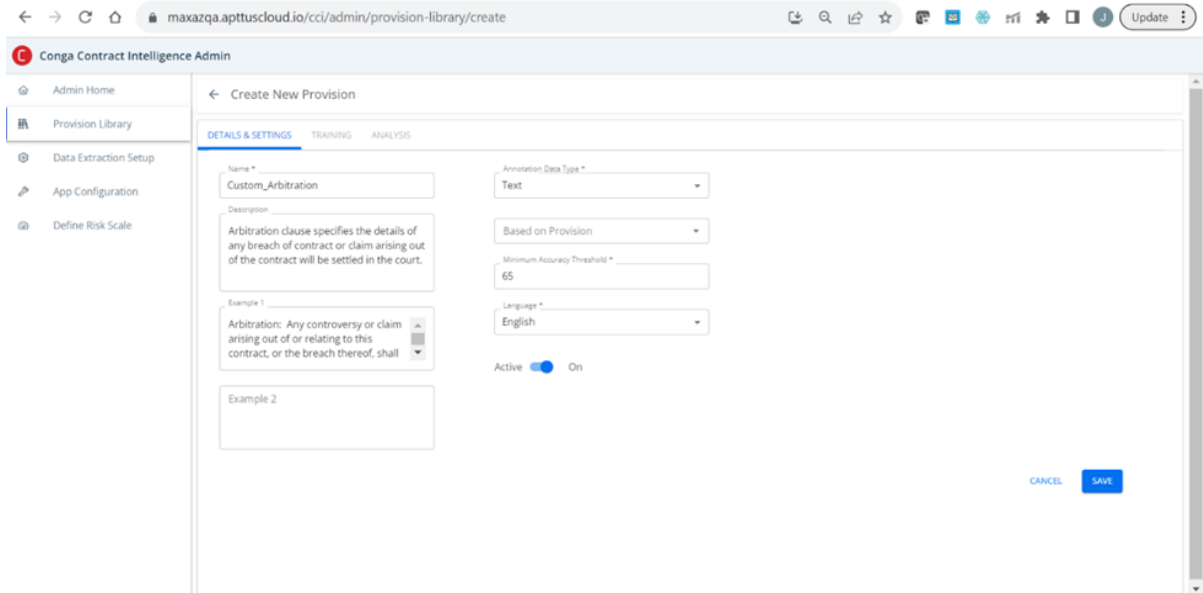 maxazqa.apttuscloud.io/cci/admin/provision-library/create
J
Update
C
Conga Contract Intelligence Admin
Admin Home
Provision Library
Data Extraction Setup
App Configuration
Define Risk Scale
Create New Provision
DETAILS & SETTINGS TRAINING ANALYSIS
Name *
Custom_Arbitration
Description
Arbitration clause specifies the details of
any breach of contract or claim arising out
of the contract will be settled in the court.
Example 1
Arbitration: Any controversy or claim
arising out of or relating to this
contract, or the breach thereof, shall
Example 2
Annotation Data Type *
Text
Based on Provision
Minimum Accuracy Threshold *
65
Language *
English
Active On
CANCEL SAVE